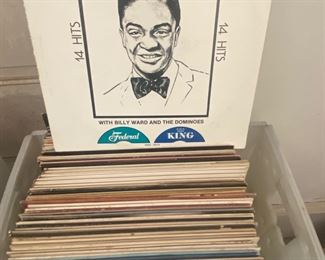 14 HITS
14 HITS
WITH BILLY WARD AND THE DOMINOES
Federal
KING